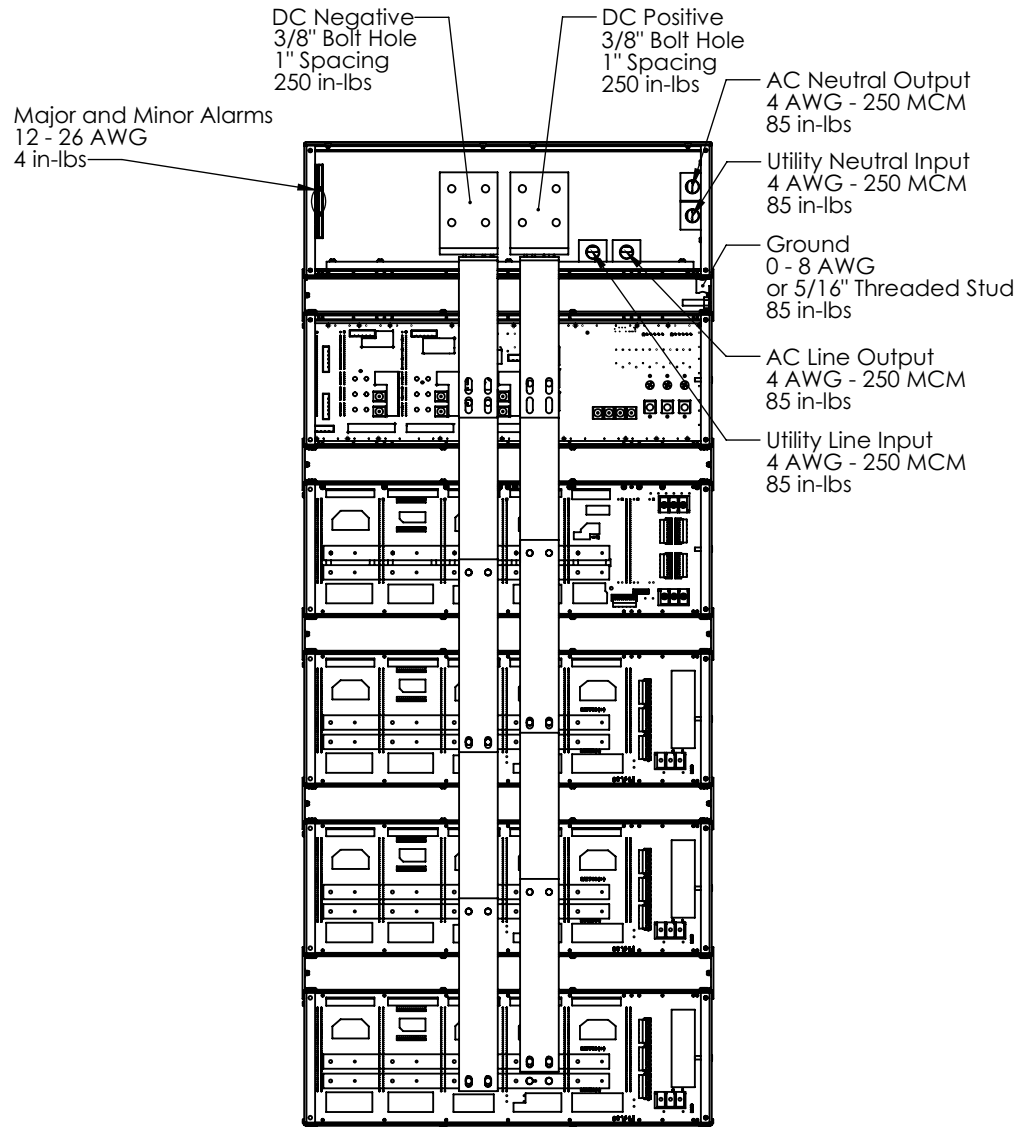 DC Negative
3/8" Bolt Hole
1" Spacing
250 in-lbs
DC Positive
3/8" Bolt Hole
1" Spacing
250 in-lbs
Major and Minor Alarms
12 - 26 AWG
4 in-lbs
AC Neutral Output
4 AWG - 250 MCM
85 in-lbs
Utility Neutral Input
4 AWG - 250 MCM
85 in-lbs
Ground
0 - 8 AWG
or 5/16" Threaded Stud
85 in-lbs
AC Line Output
4 AWG - 250 MCM
85 in-lbs
Utility Line Input
4 AWG - 250 MCM
85 in-lbs